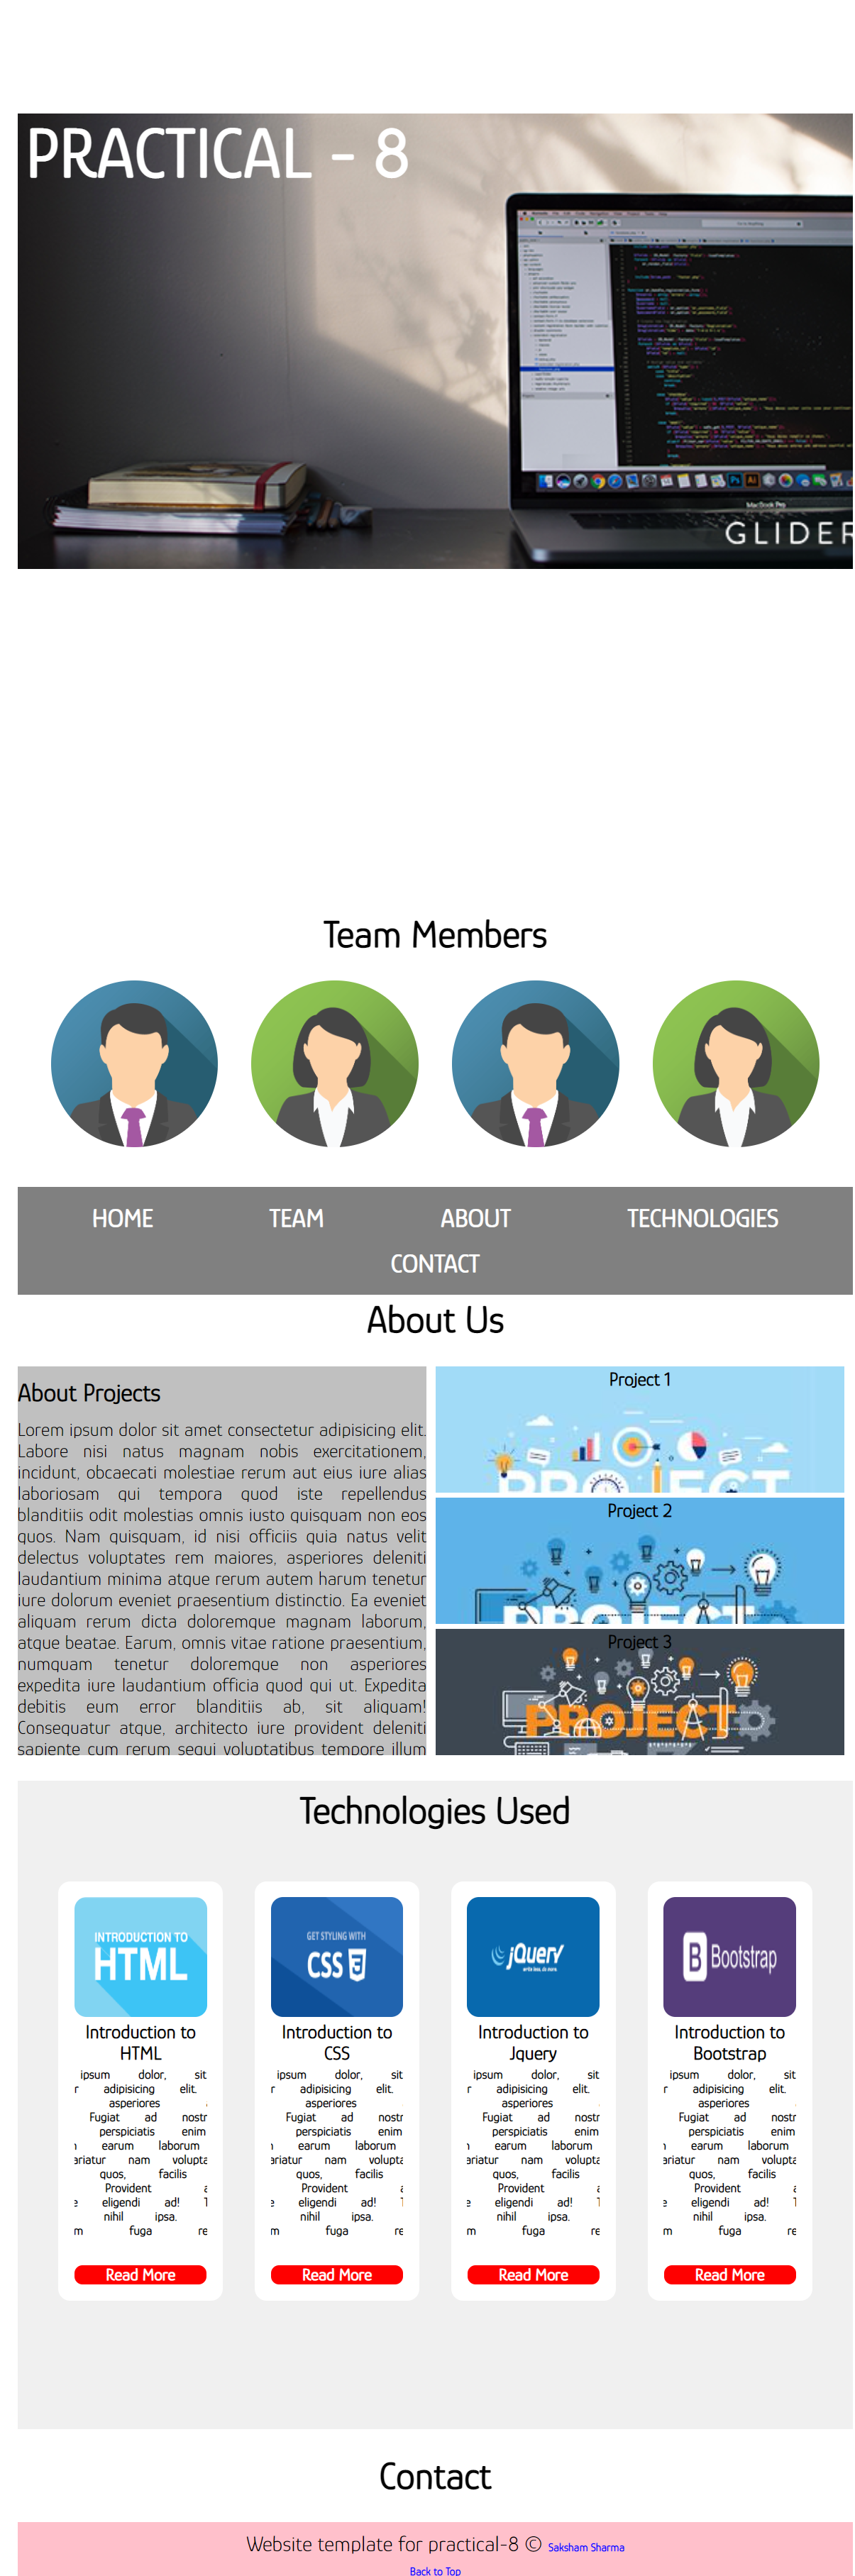 PRACTICAL - 8
MacBook Pro
GLIDER
Team Members
HOME TEAM ABOUT TECHNOLOGIES
CONTACT
About Us
About Projects
Lorem ipsum dolor sit amet consectetur adipisicing elit.
Labore nisi natus magnam nobis exercitationem,
incidunt, obcaecati molestiae rerum aut eius iure alias
laboriosam qui tempora quod iste repellendus
blanditiis odit molestias omnis iusto quisquam non eos
quos. Nam quisquam, id nisi officiis quia natus velit
delectus voluptates rem maiores, asperiores deleniti
laudantium minima atque rerum autem harum tenetur
iure dolorum eveniet praesentium distinctio. Ea eveniet
aliquam rerum dicta doloremque magnam laborum,
atque beatae. Earum, omnis vitae ratione praesentium,
numquam tenetur doloremque non asperiores
expedita iure laudantium officia quod qui ut. Expedita
debitis eum error blanditiis ab, sit aliquam!
Consequatur atque, architecto iure provident deleniti
sapiente cum rerum sequi voluptatibus tempore illum
Project 1
PROJECT
Project 2
PROJECT
Project 3
PROJECT
Technologies Used
INTRODUCTION TO
HTML
Introduction to
HTML
ipsum dolor, sit
r adipisicing elit.
asperiores
Fugiat ad nostr
perspiciatis enim
earum laborum
ariatur nam volupta
quos, facilis
Provident a
e eligendi ad!
nihil ipsa.
m fuga re
Read More
GET STYLING WITH
CSS 3
Introduction to
CSS
ipsum dolor, sit
r adipisicing elit.
asperiores
Fugiat ad nostr
perspiciatis enim
earum laborum
ariatur nam volupta
quos, facilis
Provident a
e eligendi ad!
nihil ipsa.
m fuga re
Read More
jQuery
write less, do more.
Introduction to
Jquery
ipsum dolor, sit
r adipisicing elit.
asperiores
Fugiat ad nostr
perspiciatis enim
earum laborum
ariatur nam volupta
quos, facilis
Provident a
e eligendi ad!
nihil ipsa.
m fuga re
Read More
B Bootstrap
Introduction to
Bootstrap
ipsum dolor, sit
r adipisicing elit.
asperiores
Fugiat ad nostr
perspiciatis enim
earum laborum
ariatur nam volupta
quos, facilis
Provident a
e eligendi ad!
nihil ipsa.
m fuga re
Read More
Contact
Website template for practical-8 © Saksham Sharma
Back to Top